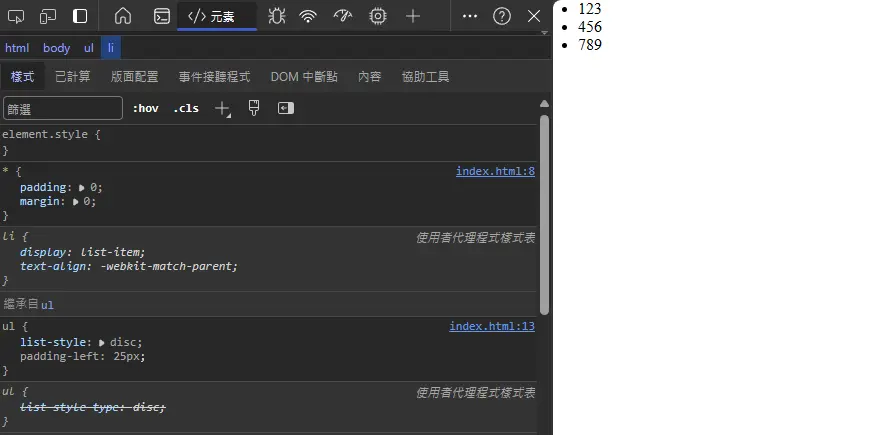 元素
html body ul li
樣式 已計算 版面配置 事件接聽程式 DOM 中斷點 內容 協助工具
篩選 :hov .cls
element.style {
}
* { index.html:8
padding: 0;
margin: 0;
}
li { 使用者代理程式樣式表
display: list-item;
text-align: -webkit-match-parent;
}
繼承自 ul
ul { index.html:13
list-style: disc;
padding-left: 25px;
}
ul { 使用者代理程式樣式表
list-style-type: disc;
}
123
456
789